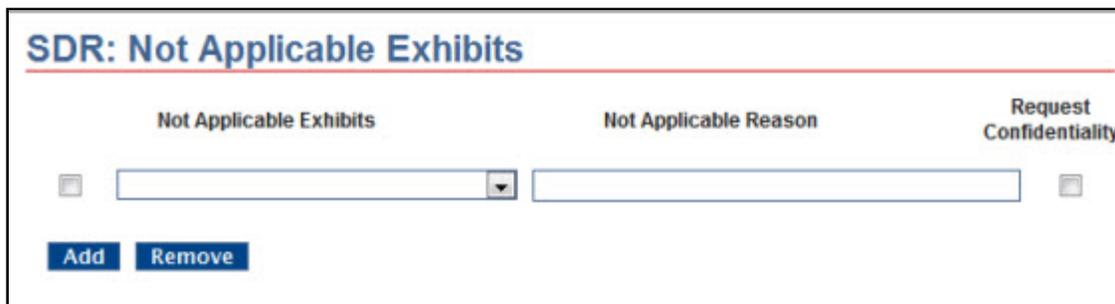 SDR: Not Applicable Exhibits
Not Applicable Exhibits Not Applicable Reason Request Confidentiality
Add Remove